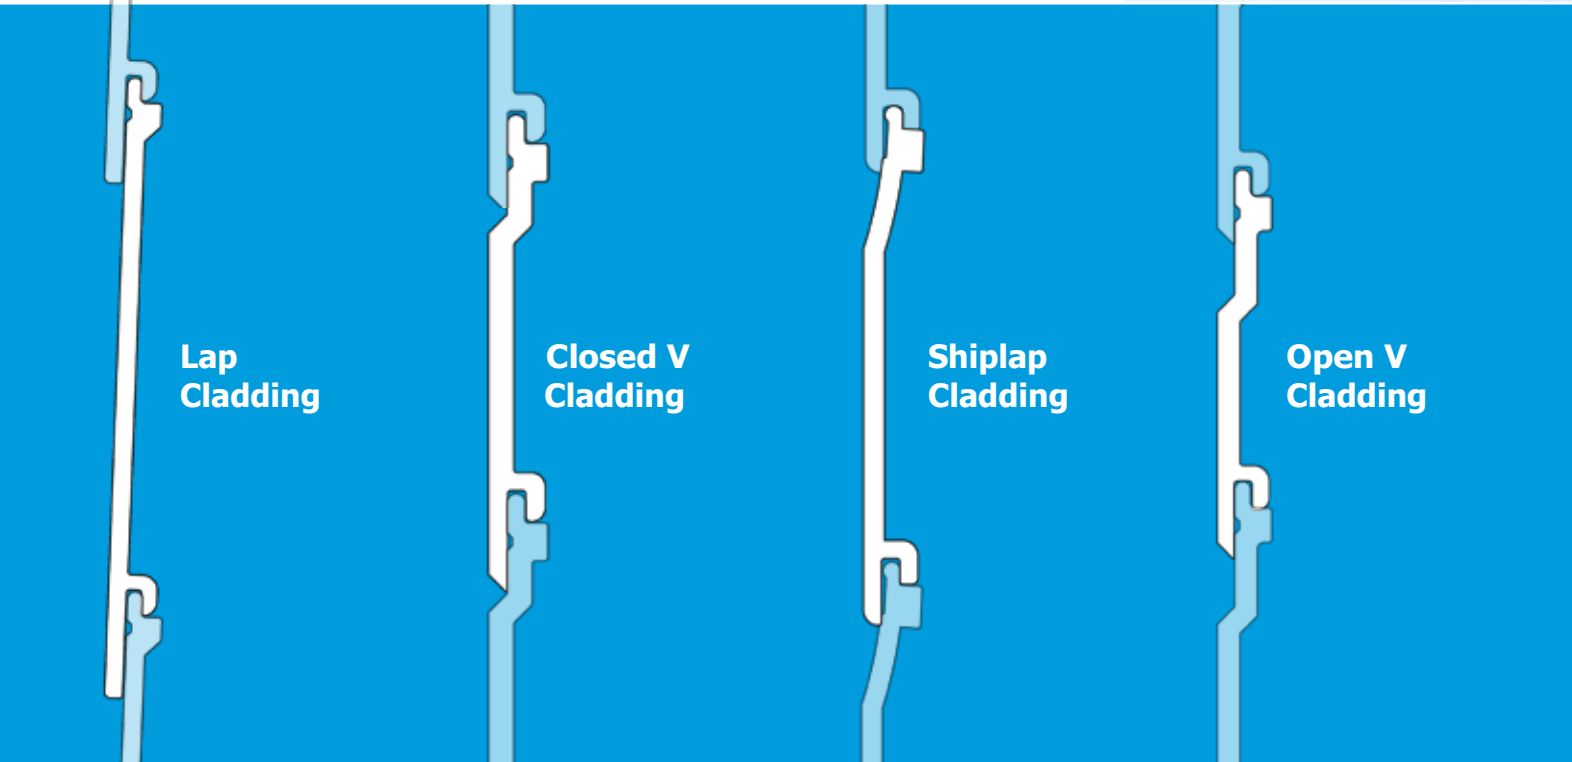 Lap
Cladding
Closed V
Cladding
Shiplap
Cladding
Open V
Cladding